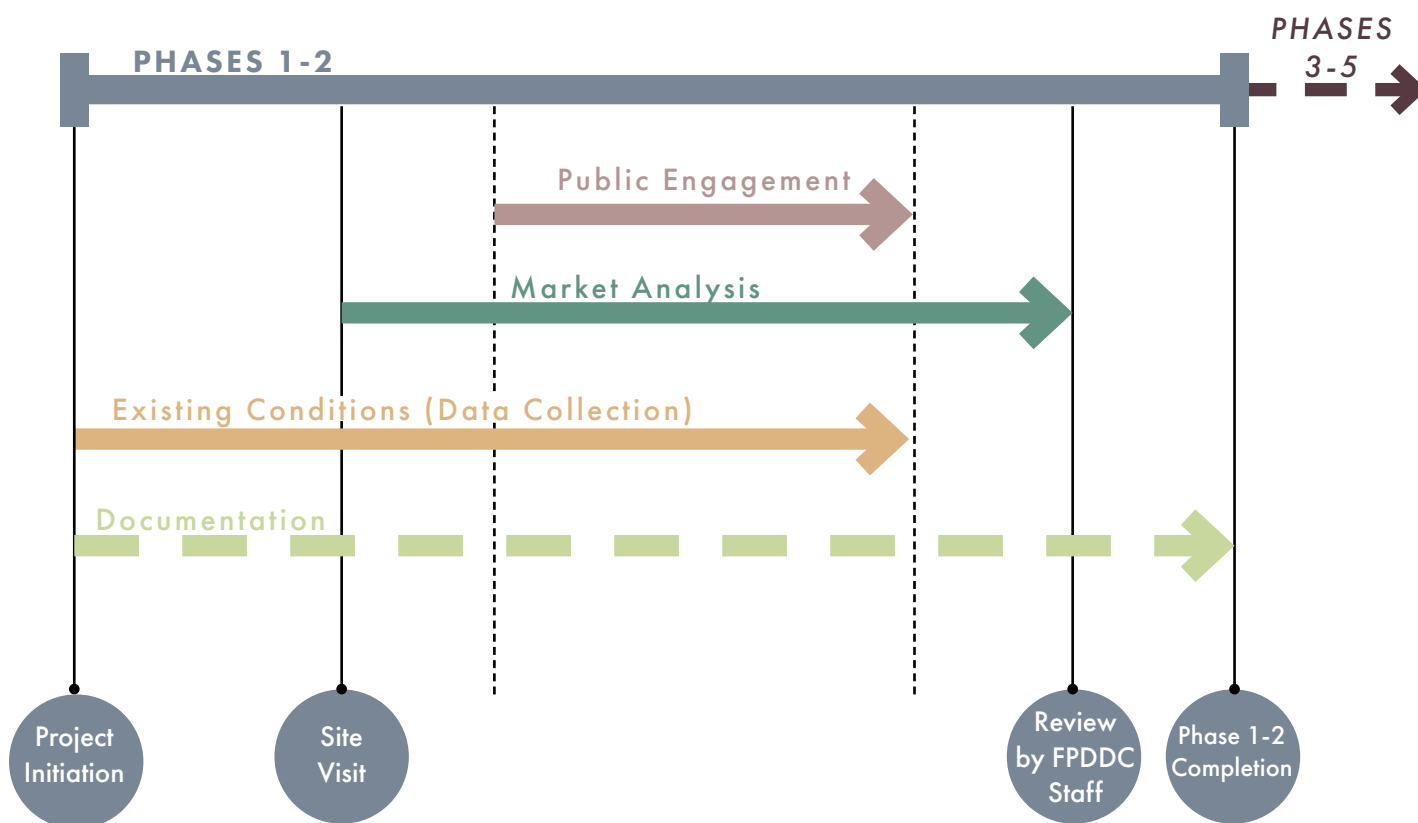 PHASES
3-5
PHASES 1-2
Public Engagement
Market Analysis
Existing Conditions (Data Collection)
Documentation
Project
Initiation
Site
Visit
Review
by FPDDC
Staff
Phase 1-2
Completion